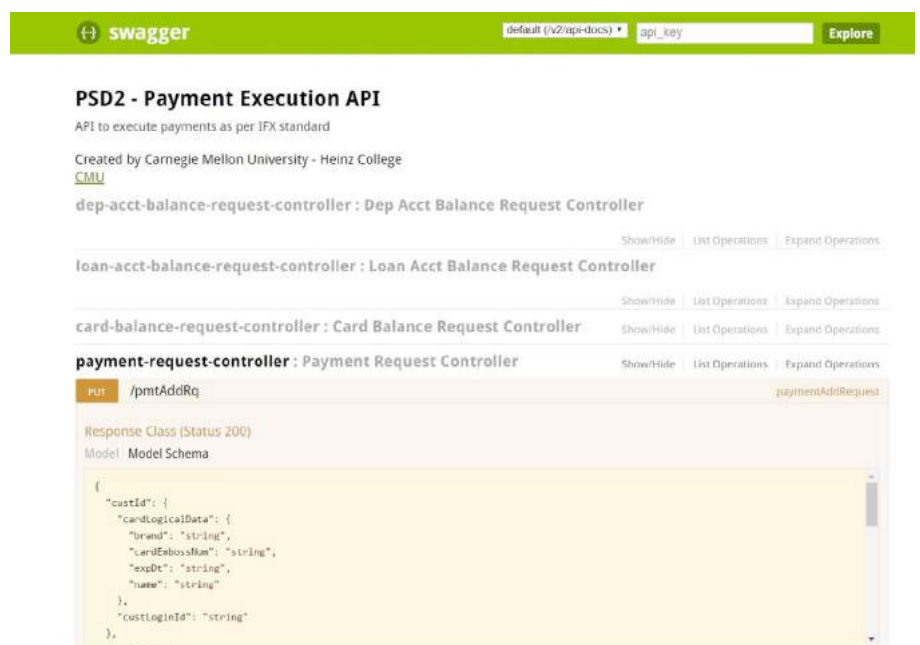 {-} swagger
default (/v2/api-docs) ▾ api_key Explore
PSD2 - Payment Execution API
API to execute payments as per IFX standard
Created by Carnegie Mellon University - Heinz College
CMU
dep-acct-balance-request-controller : Dep Acct Balance Request Controller
Show/Hide List Operations Expand Operations
loan-acct-balance-request-controller : Loan Acct Balance Request Controller
Show/Hide List Operations Expand Operations
card-balance-request-controller : Card Balance Request Controller Show/Hide List Operations Expand Operations
payment-request-controller : Payment Request Controller Show/Hide List Operations Expand Operations
PUT /pmtAddRq paymentAddRequest
Response Class (Status 200)
Model Model Schema
{
"custId": {
"cardLogicalData": {
"brand": "string",
"cardEmbossNum": "string",
"expDt": "string",
"name": "string"
},
"custLoginId": "string"
},